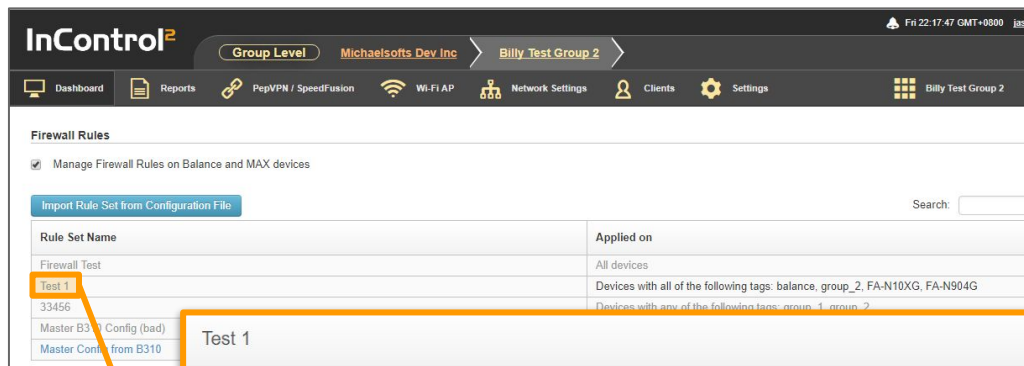 InControl²
Fri 22:17:47 GMT+0800
Group Level Michaelsofts Dev Inc Billy Test Group 2
Dashboard Reports PepVPN / SpeedFusion Wi-Fi AP Network Settings Clients Settings Billy Test Group 2
Firewall Rules
Manage Firewall Rules on Balance and MAX devices
Import Rule Set from Configuration File Search:
Rule Set Name Applied on
Firewall Test All devices
Test 1 Devices with all of the following tags: balance, group_2, FA-N10XG, FA-N904G
33456 Devices with any of the following tags: group_1, group_2
Master B310 Config (bad)
Master Config from B310
Test 1